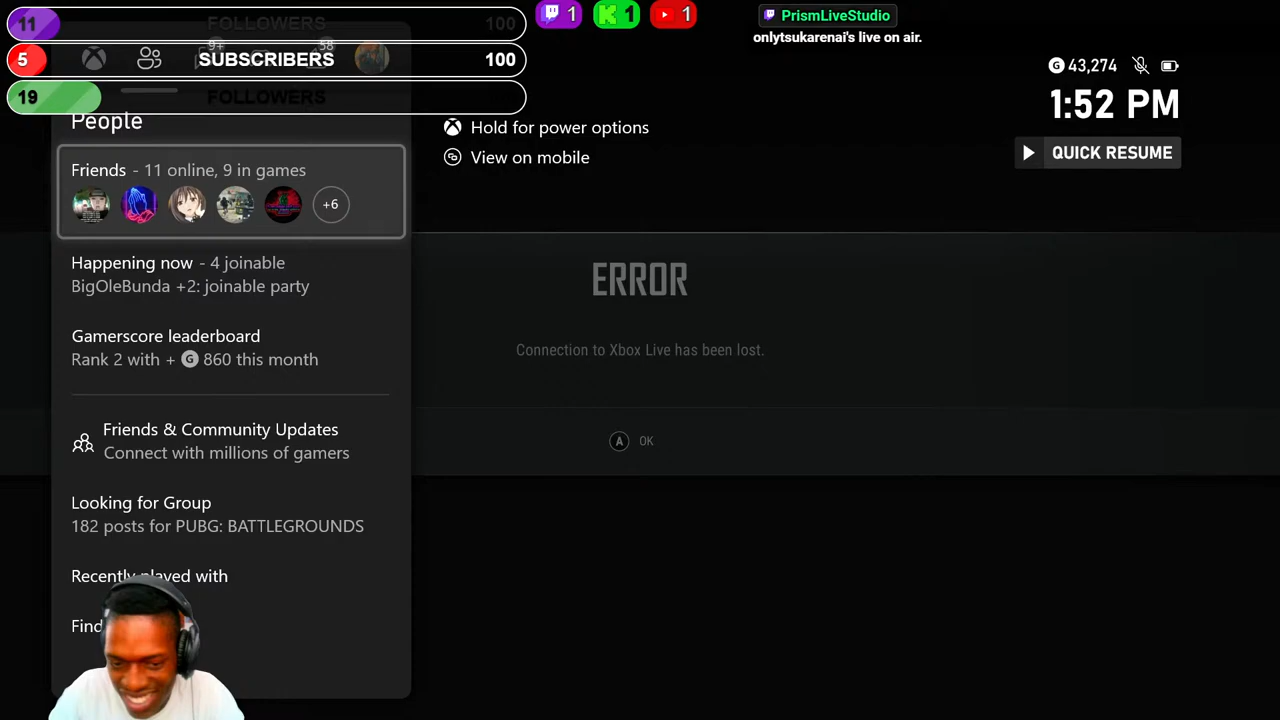 11 FOLLOWERS 100
5 SUBSCRIBERS 100
19 FOLLOWERS
9+
58
1
K 1
1
PrismLiveStudio
onlytsukarenai's live on air.
G 43,274
1:52 PM
QUICK RESUME
People
Hold for power options
View on mobile
Friends - 11 online, 9 in games
+6
Happening now - 4 joinable
BigOleBunda +2: joinable party
Gamerscore leaderboard
Rank 2 with + G 860 this month
Friends & Community Updates
Connect with millions of gamers
Looking for Group
182 posts for PUBG: BATTLEGROUNDS
Recently played with
Find
ERROR
Connection to Xbox Live has been lost.
A OK